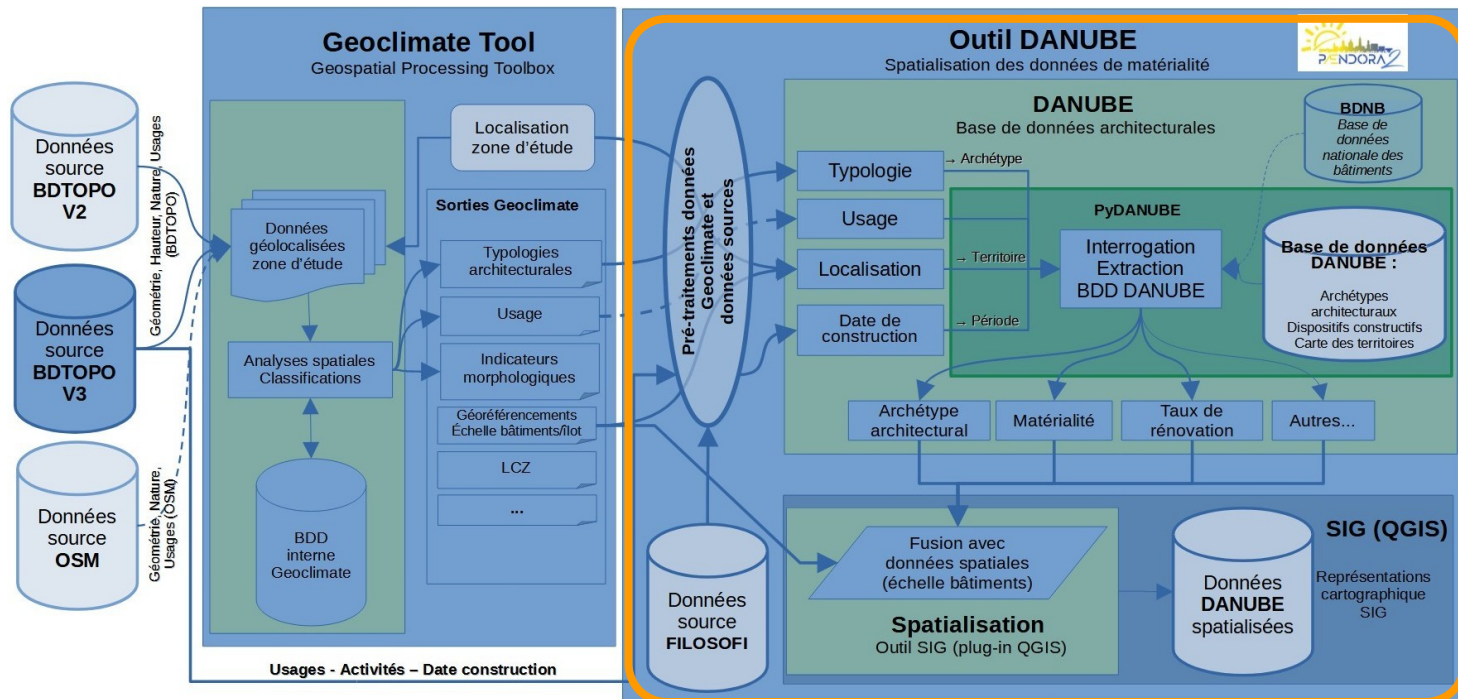 Données
source
BDTOPO
V2
Données
source
BDTOPO
V3
Données
source
OSM
Géométrie, Hauteur, Nature, Usages
(BDTOPO)
Géométrie, Nature,
Usages (OSM)
Geoclimate Tool
Geospatial Processing Toolbox
Localisation
zone d'étude
Données
géolocalisées
zone d'étude
Analyses spatiales
Classifications
BDD
interne
Geoclimate
Sorties Geoclimate
Typologies
architecturales
Usage
Indicateurs
morphologiques
Géoréférencements
Échelle bâtiments/îlot
LCZ
...
Usages - Activités – Date construction
Outil DANUBE
Spatialisation des données de matérialité
PÆNDORA 2
Pré-traitements données
Geoclimate et
données sources
Données
source
FILOSOFI
DANUBE
Base de données architecturales
BDNB
Base de
données
nationale des
bâtiments
Typologie
→ Archétype
Usage
Localisation
→ Territoire
Date de
construction
→ Période
PyDANUBE
Interrogation
Extraction
BDD DANUBE
Base de données
DANUBE :
Archétypes
architecturaux
Dispositifs constructifs
Carte des territoires
Archétype
architectural
Matérialité
Taux de
rénovation
Autres...
Fusion avec
données spatiales
(échelle bâtiments)
Spatialisation
Outil SIG (plug-in QGIS)
Données
DANUBE
spatialisées
SIG (QGIS)
Représentations
cartographique
SIG